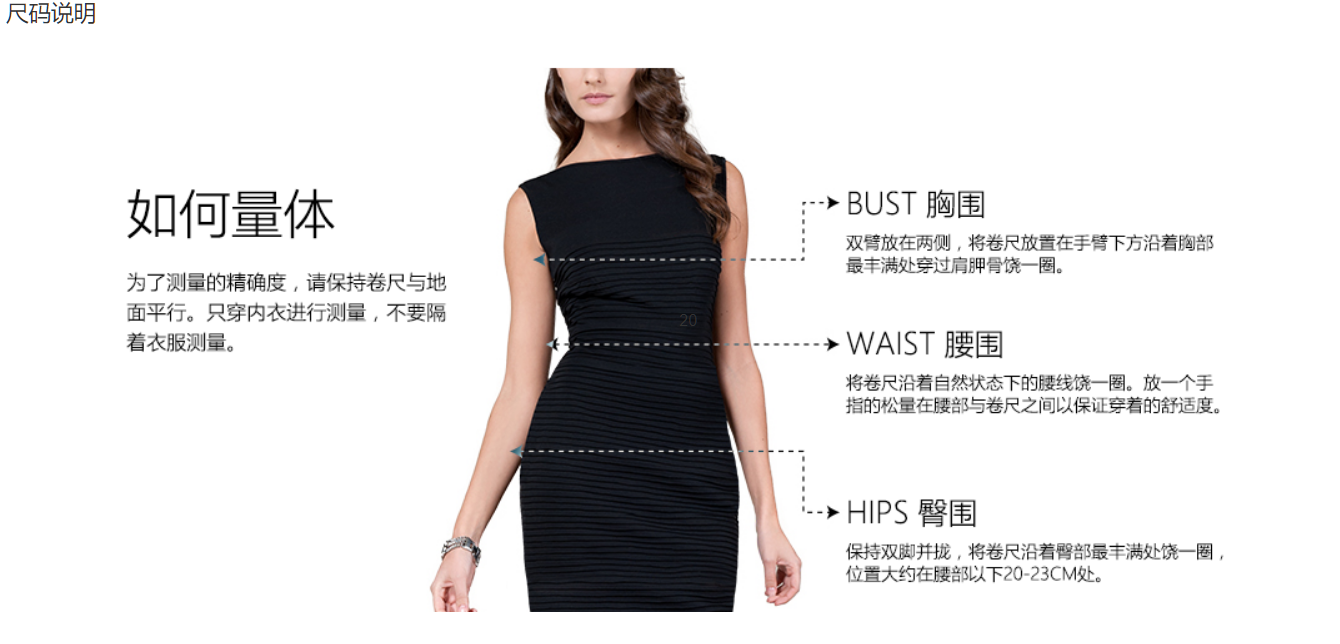 尺码说明
如何量体
为了测量的精确度，请保持卷尺与地
面平行。只穿内衣进行测量，不要隔
着衣服测量。
BUST 胸围
双臂放在两侧，将卷尺放置在手臂下方沿着胸部
最丰满处穿过肩胛骨饶一圈。
20
WAIST 腰围
将卷尺沿着自然状态下的腰线饶一圈。放一个手
指的松量在腰部与卷尺之间以保证穿着的舒适度。
HIPS 臀围
保持双脚并拢，将卷尺沿着臀部最丰满处饶一圈，
位置大约在腰部以下20-23CM处。